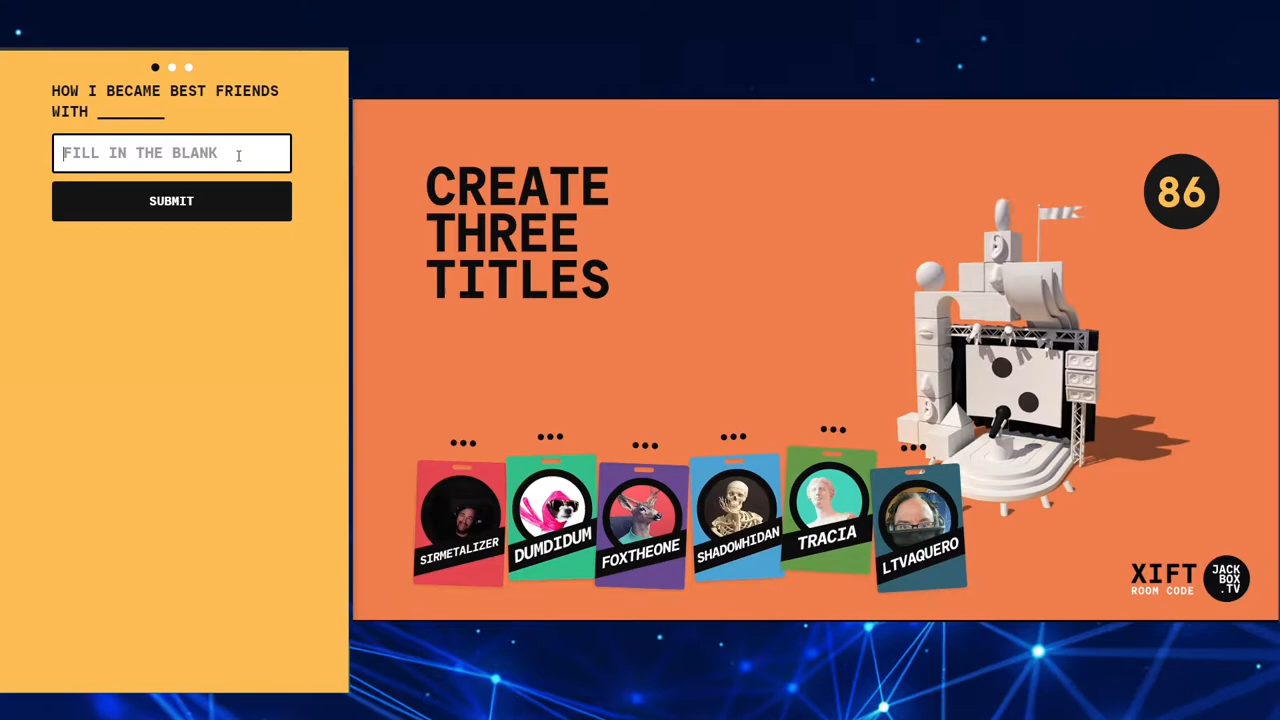 HOW I BECAME BEST FRIENDS
WITH ________
FILL IN THE BLANK
SUBMIT
CREATE
THREE
TITLES
86
SIRMETALIZER
DUMDIDUM
FOXTHEONE
SHADOWHIDAN
TRACIA
LTVAQUERO
XIFT
ROOM CODE
JACK
BOX
.TV